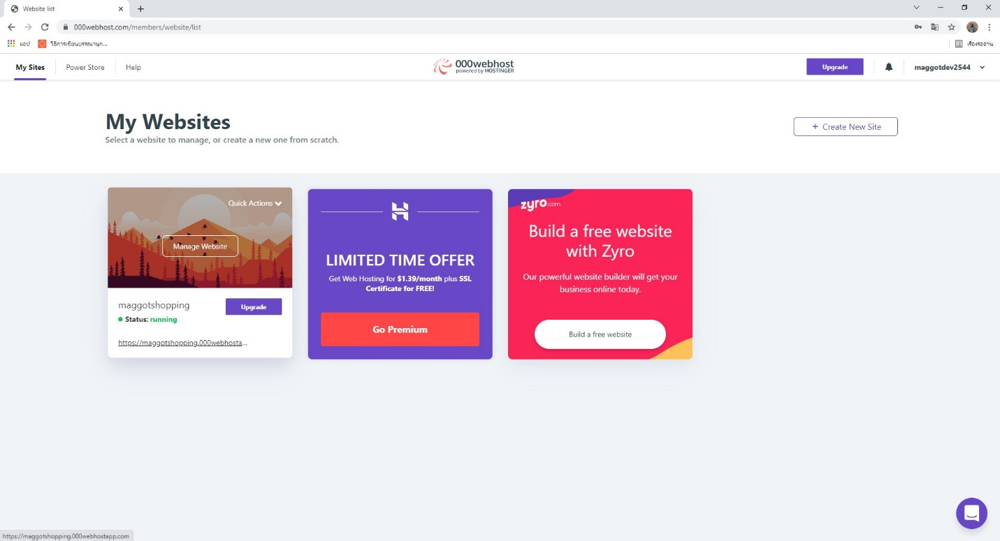 Website list
000webhost.com/members/website/list
แอป
วิธีการเขียนบรรณานุก...
เรื่องรออ่าน
My Sites
Power Store
Help
000webhost
powered by HOSTINGER
Upgrade
maggotdev2544
My Websites
Select a website to manage, or create a new one from scratch.
+ Create New Site
Quick Actions
Manage Website
maggotshopping
Upgrade
Status: running
https://maggotshopping.000webhosta...
LIMITED TIME OFFER
Get Web Hosting for $1.39/month plus SSL
Certificate for FREE!
Go Premium
zyro.com
Build a free website
with Zyro
Our powerful website builder will get your
business online today.
Build a free website
https://maggotshopping.000webhostapp.com